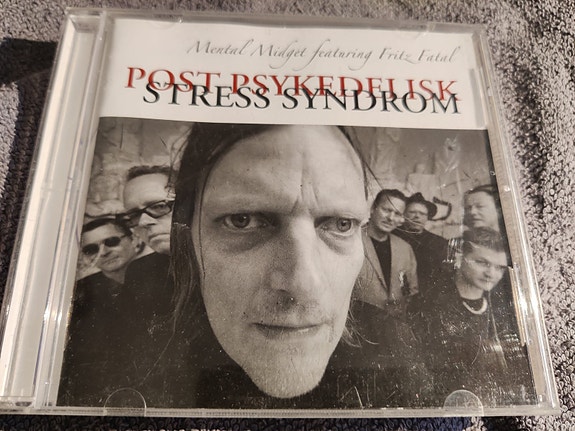 Mental Midget featuring Fritz Fatal
POST PSYKEDELISK
STRESS SYNDROM